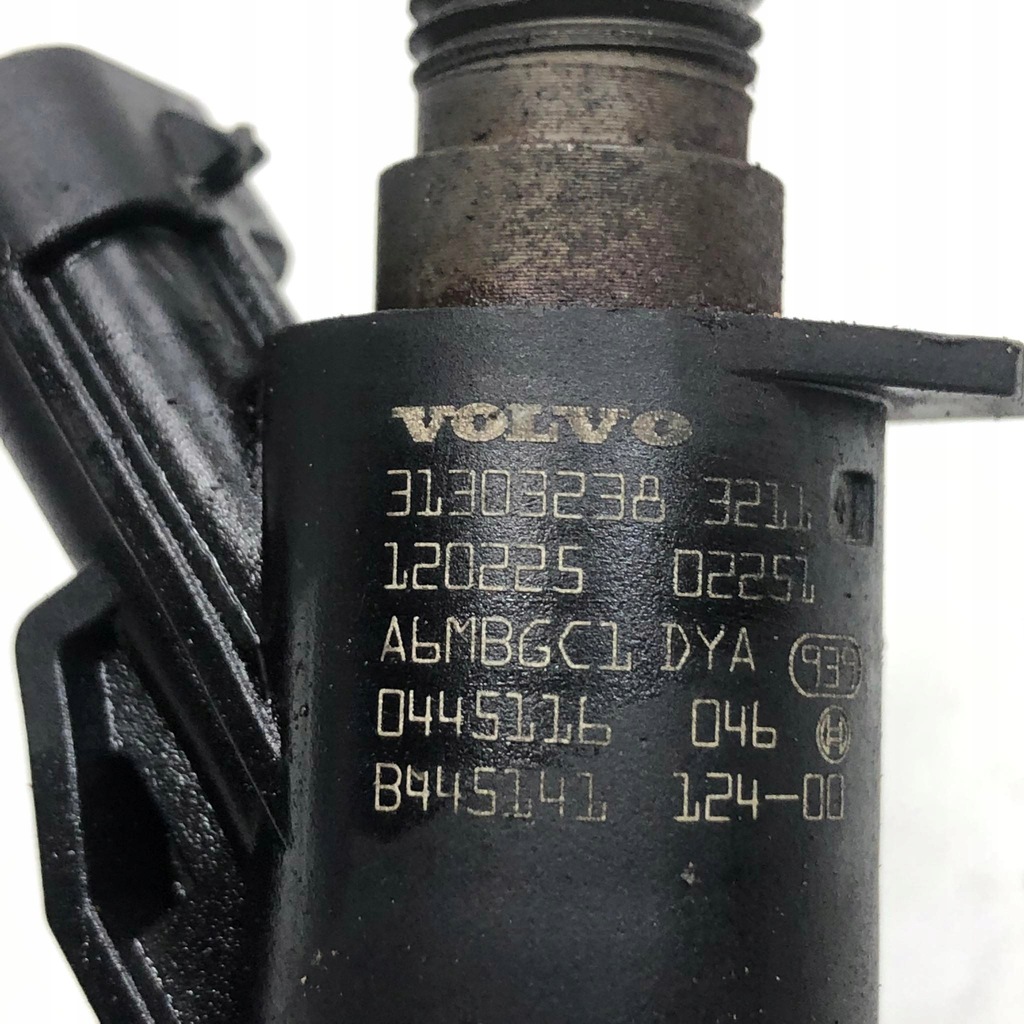 VOLVO
31303238 3211
120225 02251
A6MBGC1 DYA 939
0445116 046
B445141 124-00